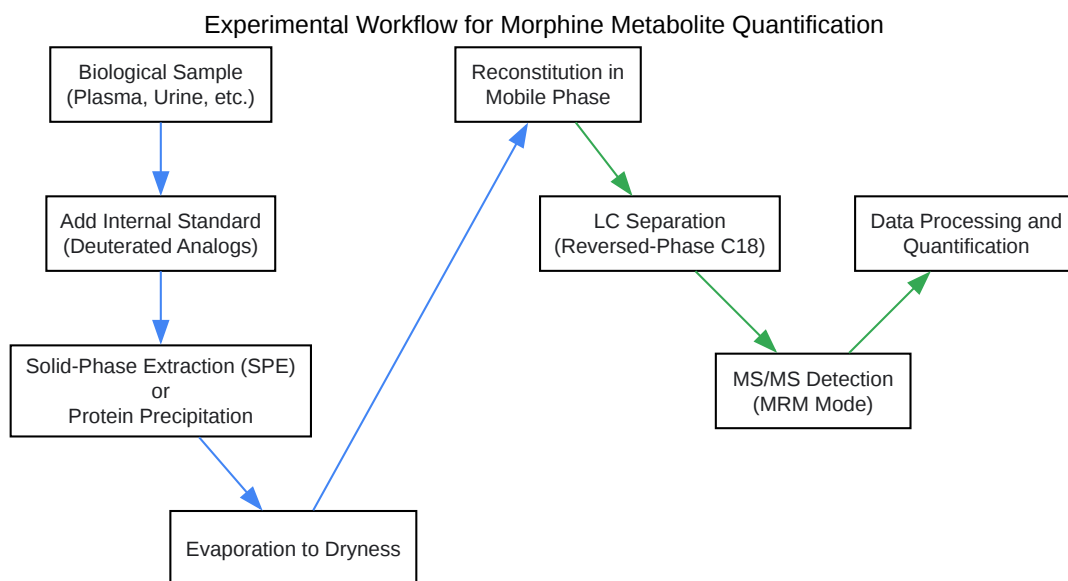 Experimental Workflow for Morphine Metabolite Quantification
Biological Sample
(Plasma, Urine, etc.)
Add Internal Standard
(Deuterated Analogs)
Solid-Phase Extraction (SPE)
or
Protein Precipitation
Evaporation to Dryness
Reconstitution in
Mobile Phase
LC Separation
(Reversed-Phase C18)
MS/MS Detection
(MRM Mode)
Data Processing and
Quantification